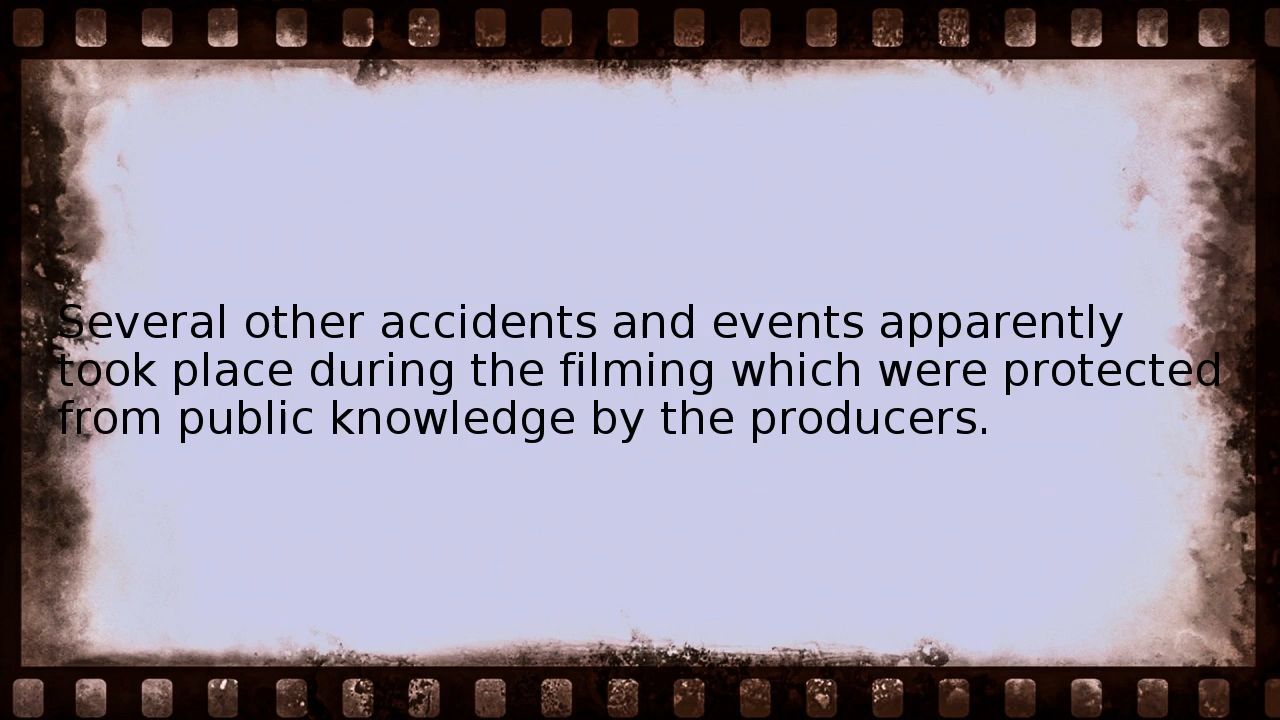 Several other accidents and events apparently
took place during the filming which were protected
from public knowledge by the producers.